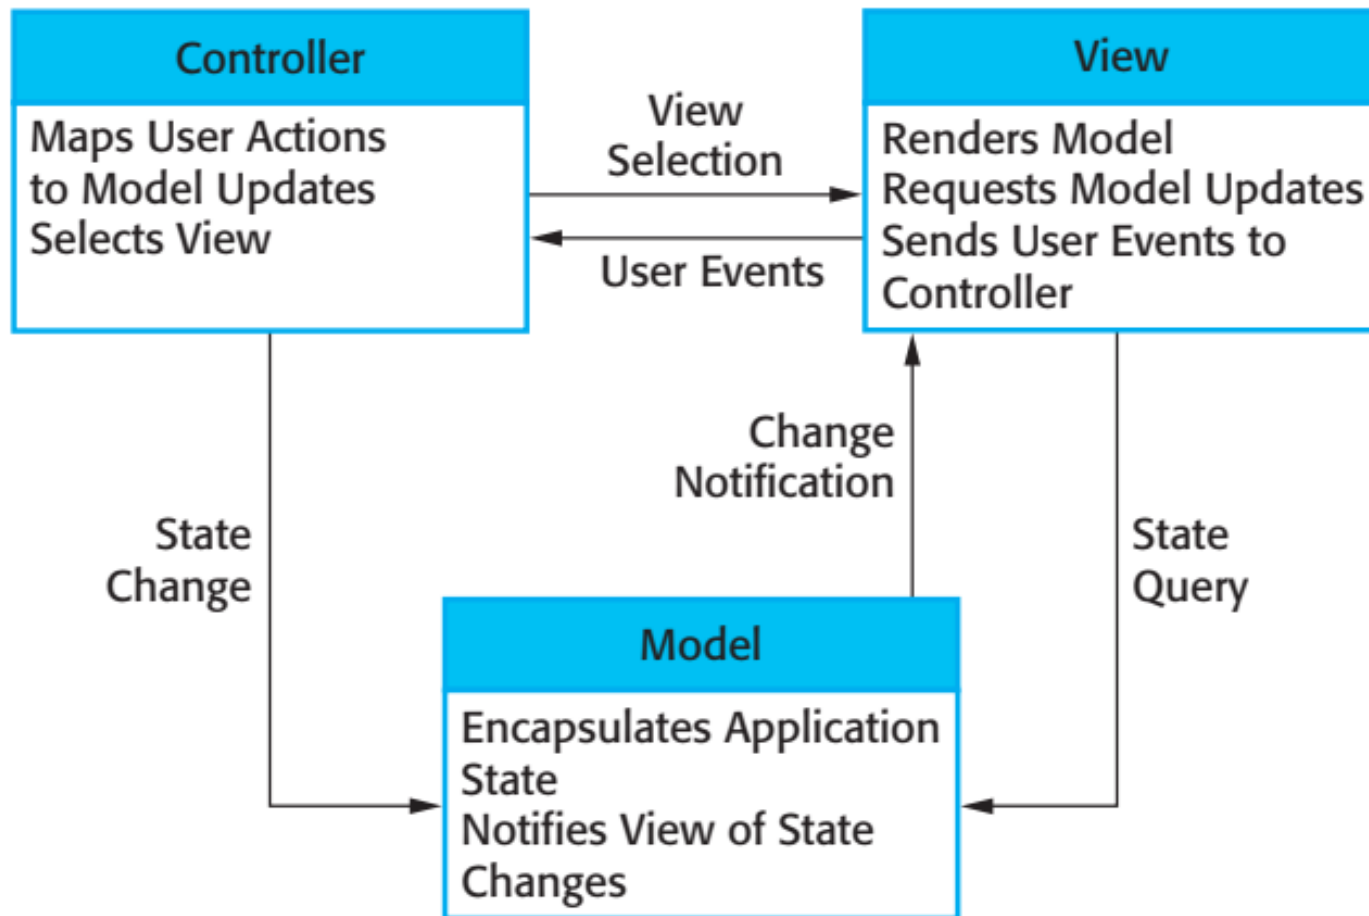 Controller
Maps User Actions
to Model Updates
Selects View
View
Selection
User Events
View
Renders Model
Requests Model Updates
Sends User Events to
Controller
State
Change
Change
Notification
State
Query
Model
Encapsulates Application
State
Notifies View of State
Changes